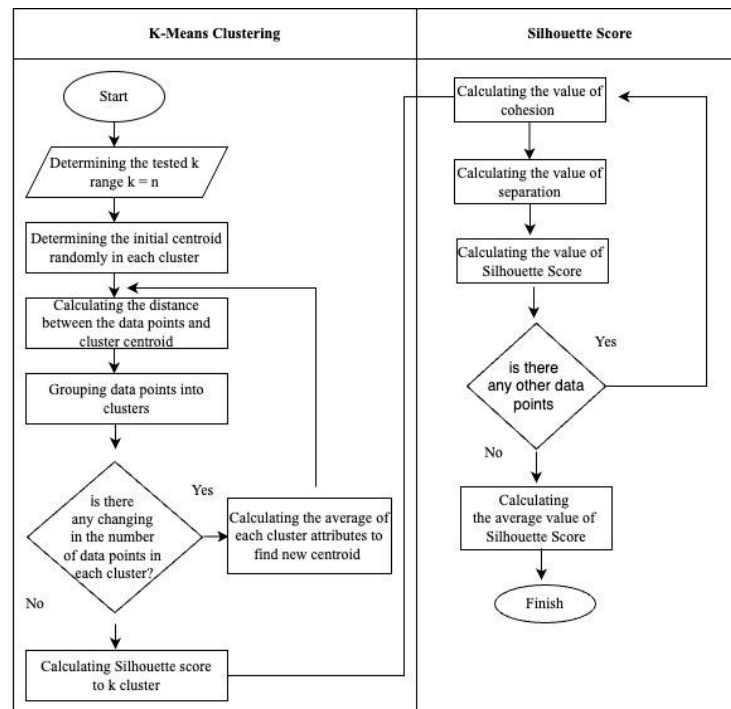 K-Means Clustering
Start
Determining the tested k
range k = n
Determining the initial centroid
randomly in each cluster
Calculating the distance
between the data points and
cluster centroid
Grouping data points into
clusters
is there
any changing
in the number
of data points in
each cluster?
Yes
Calculating the average of
each cluster attributes to
find new centroid
No
Calculating Silhouette score
to k cluster
Silhouette Score
Calculating the value of
cohesion
Calculating the value of
separation
Calculating the value of
Silhouette Score
is there
any other data
points
Yes
No
Calculating
the average value of
Silhouette Score
Finish